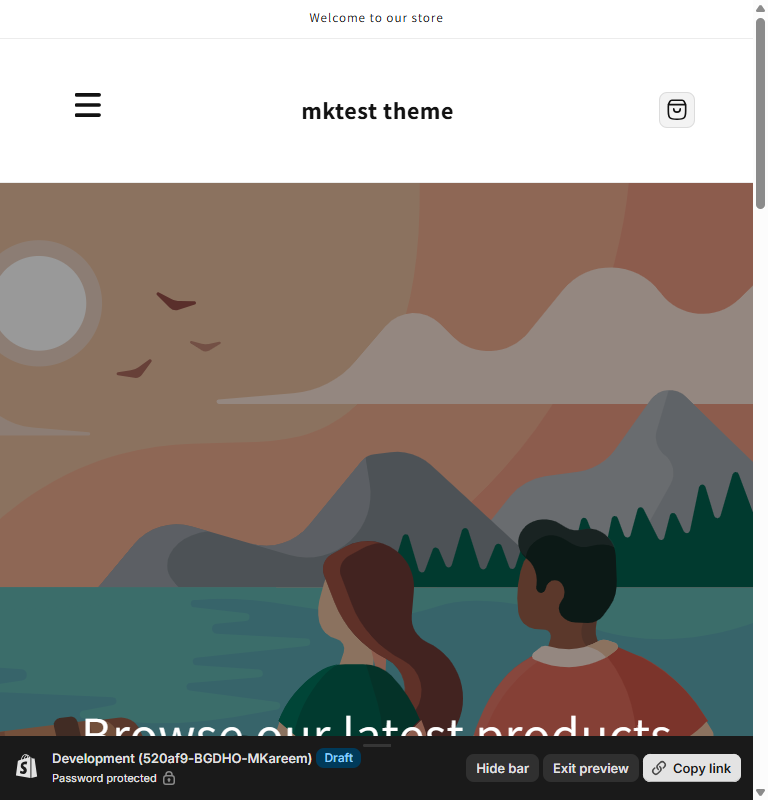 Welcome to our store
mktest theme
Browse our latest products
Development (520af9-BGDHO-MKareem) Draft
Password protected
Hide bar
Exit preview
Copy link